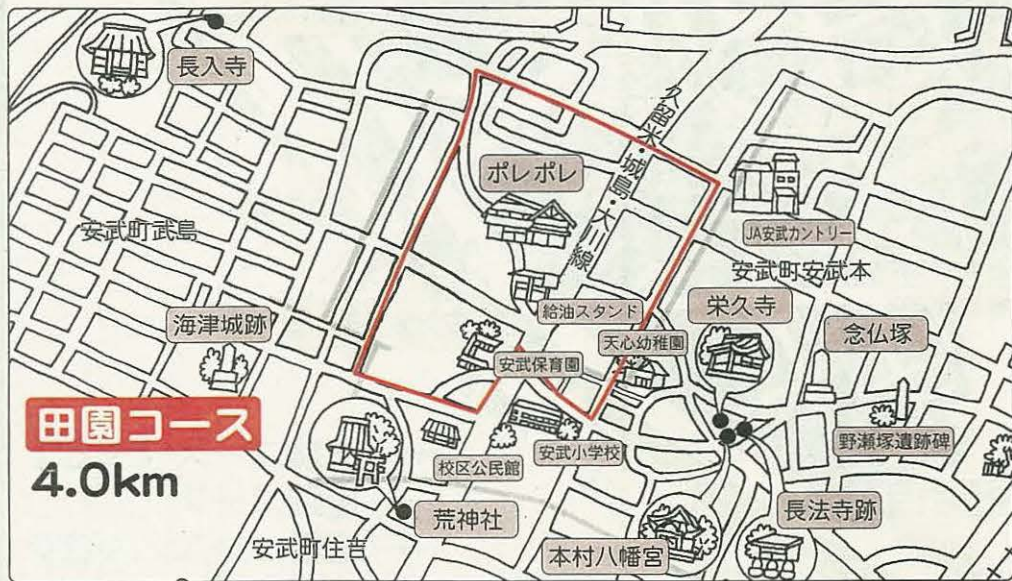 長入寺
久留米・城島・大川線
ポレポレ
JA安武カントリー
安武町武島
安武町安武本
給油スタンド
栄久寺
海津城跡
天心幼稚園
念仏塚
安武保育園
田園コース
4.0km
野瀬塚遺跡碑
安武小学校
校区公民館
長法寺跡
荒神社
安武町住吉
本村八幡宮